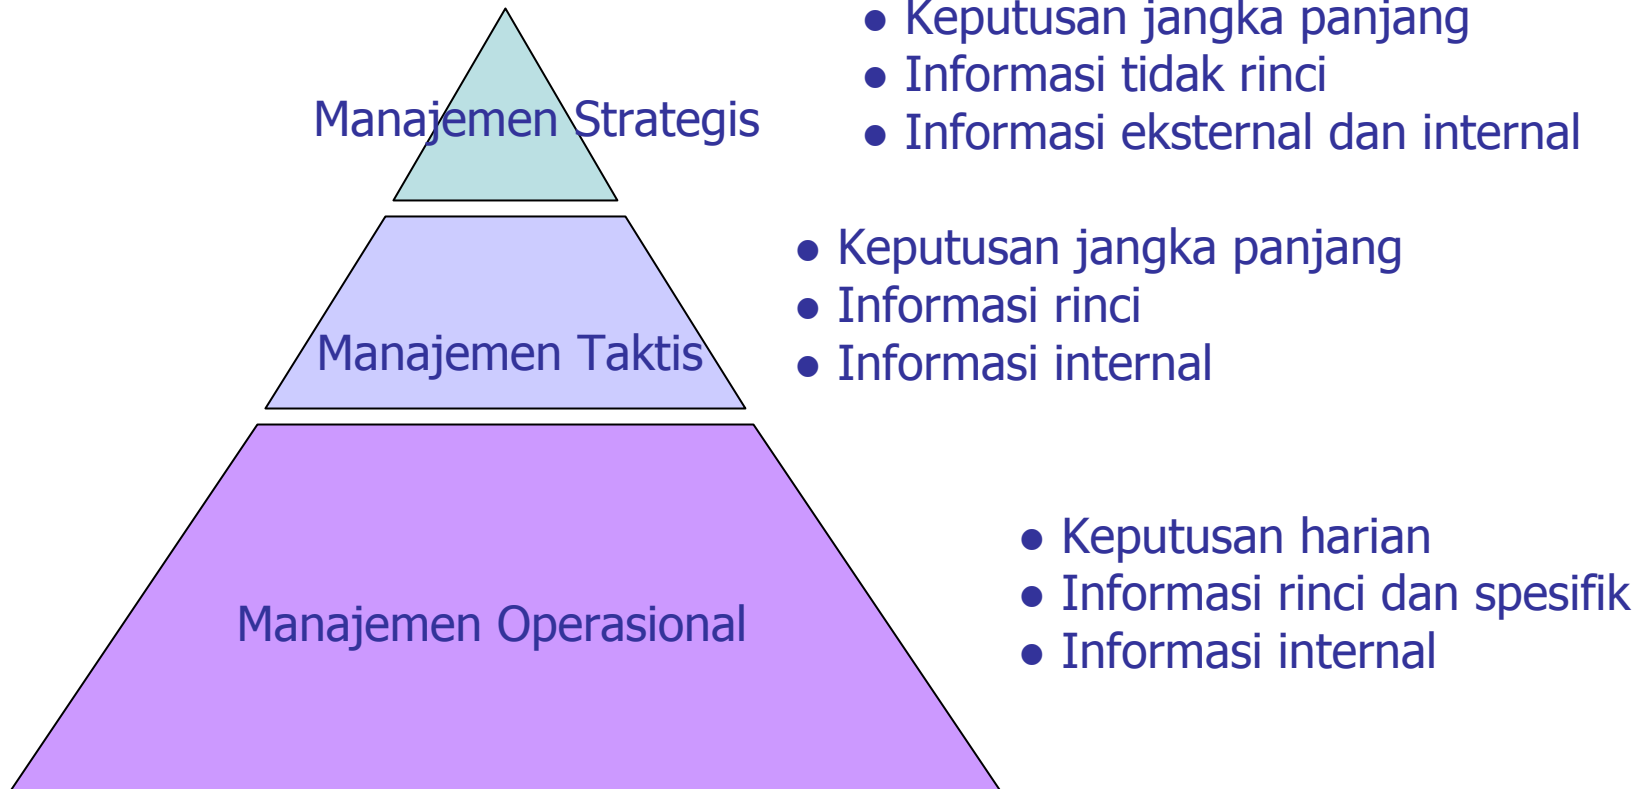 ● Keputusan jangka panjang
● Informasi tidak rinci
● Informasi eksternal dan internal
Manajemen Strategis
● Keputusan jangka panjang
● Informasi rinci
● Informasi internal
Manajemen Taktis
● Keputusan harian
● Informasi rinci dan spesifik
● Informasi internal
Manajemen Operasional